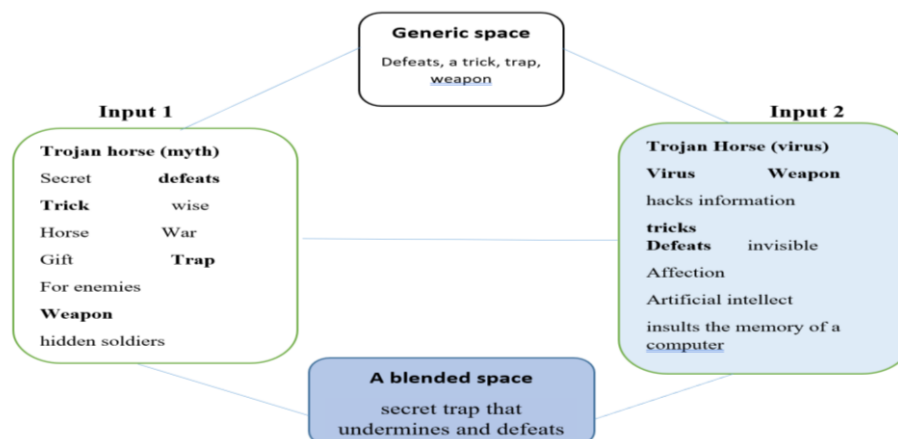 Generic space
Defeats, a trick, trap,
weapon
Input 1
Input 2
Trojan horse (myth)
Secret defeats
Trick wise
Horse War
Gift Trap
For enemies
Weapon
hidden soldiers
Trojan Horse (virus)
Virus Weapon
hacks information
tricks
Defeats invisible
Affection
Artificial intellect
insults the memory of a
computer
A blended space
secret trap that
undermines and defeats